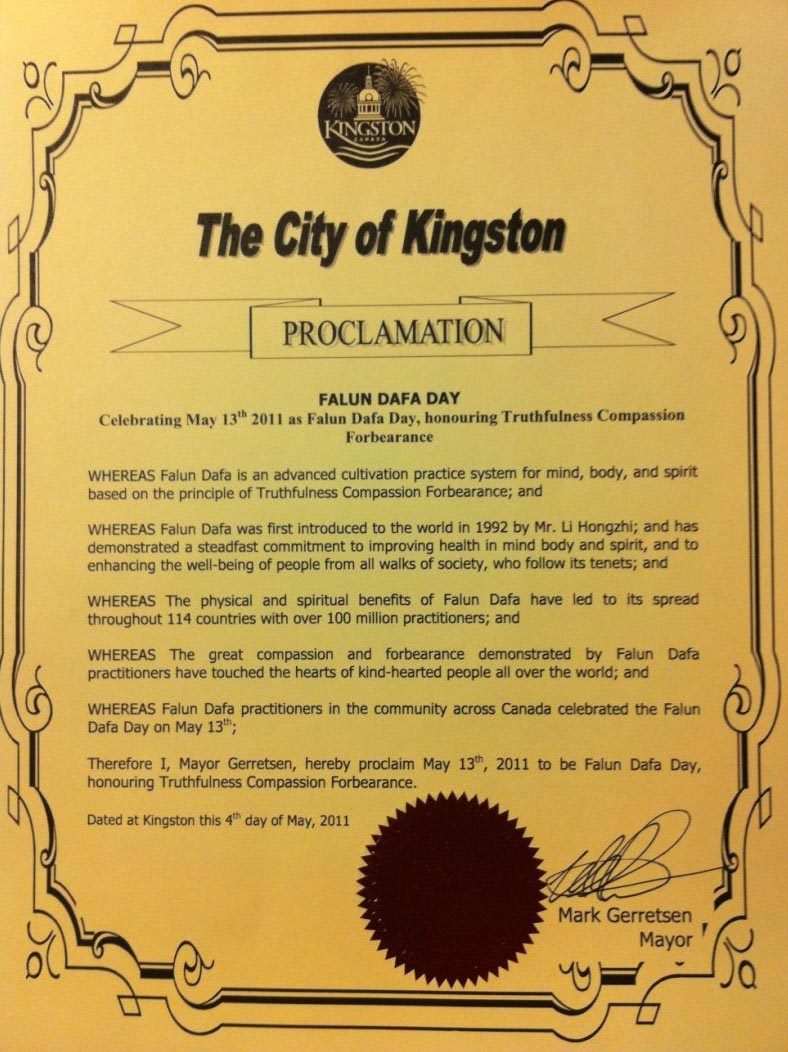 KINGSTON
CANADA
The City of Kingston
PROCLAMATION
FALUN DAFA DAY
Celebrating May 13th 2011 as Falun Dafa Day, honouring Truthfulness Compassion
Forbearance
WHEREAS Falun Dafa is an advanced cultivation practice system for mind, body, and spirit
based on the principle of Truthfulness Compassion Forbearance; and
WHEREAS Falun Dafa was first introduced to the world in 1992 by Mr. Li Hongzhi; and has
demonstrated a steadfast commitment to improving health in mind body and spirit, and to
enhancing the well-being of people from all walks of society, who follow its tenets; and
WHEREAS The physical and spiritual benefits of Falun Dafa have led to its spread
throughout 114 countries with over 100 million practitioners; and
WHEREAS The great compassion and forbearance demonstrated by Falun Dafa
practitioners have touched the hearts of kind-hearted people all over the world; and
WHEREAS Falun Dafa practitioners in the community across Canada celebrated the Falun
Dafa Day on May 13th;
Therefore I, Mayor Gerretsen, hereby proclaim May 13th, 2011 to be Falun Dafa Day,
honouring Truthfulness Compassion Forbearance.
Dated at Kingston this 4th day of May, 2011
Mark Gerretsen
Mayor